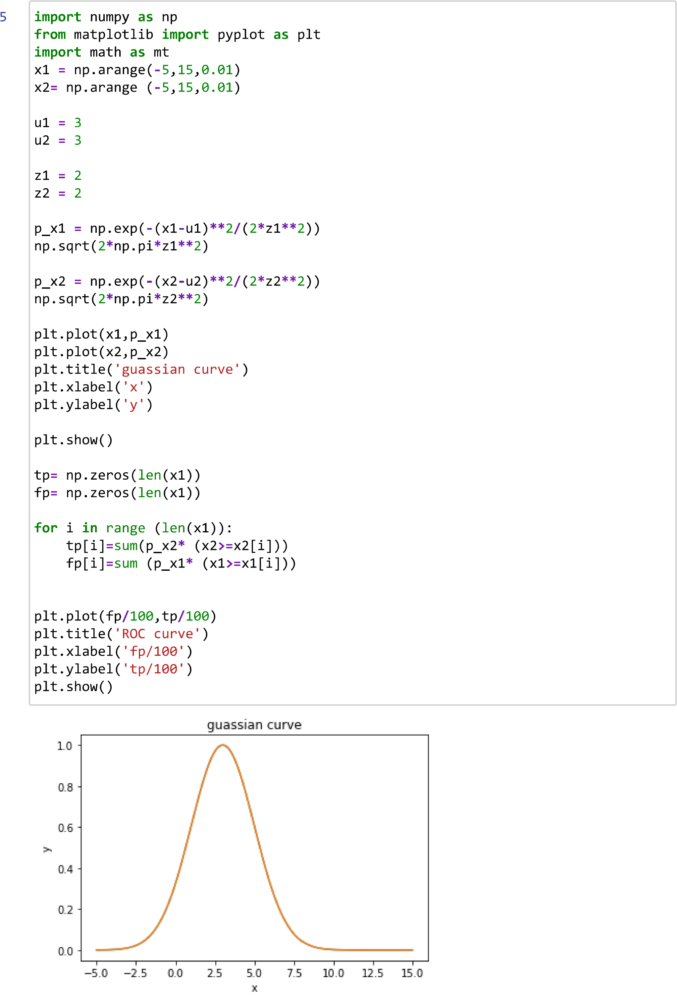 5
import numpy as np
from matplotlib import pyplot as plt
import math as mt
x1 = np.arange(-5,15,0.01)
x2= np.arange (-5,15,0.01)
u1 = 3
u2 = 3
z1 = 2
z2 = 2
p_x1 = np.exp(-(x1-u1)**2/(2*z1**2))
np.sqrt(2*np.pi*z1**2)
p_x2 = np.exp(-(x2-u2)**2/(2*z2**2))
np.sqrt(2*np.pi*z2**2)
plt.plot(x1,p_x1)
plt.plot(x2,p_x2)
plt.title('guassian curve')
plt.xlabel('x')
plt.ylabel('y')
plt.show()
tp= np.zeros(len(x1))
fp= np.zeros(len(x1))
for i in range (len(x1)):
    tp[i]=sum(p_x2* (x2>=x2[i]))
    fp[i]=sum (p_x1* (x1>=x1[i]))
plt.plot(fp/100,tp/100)
plt.title('ROC curve')
plt.xlabel('fp/100')
plt.ylabel('tp/100')
plt.show()
guassian curve
1.0
0.8
0.6
y
0.4
0.2
0.0
−5.0 −2.5 0.0 2.5 5.0 7.5 10.0 12.5 15.0
x